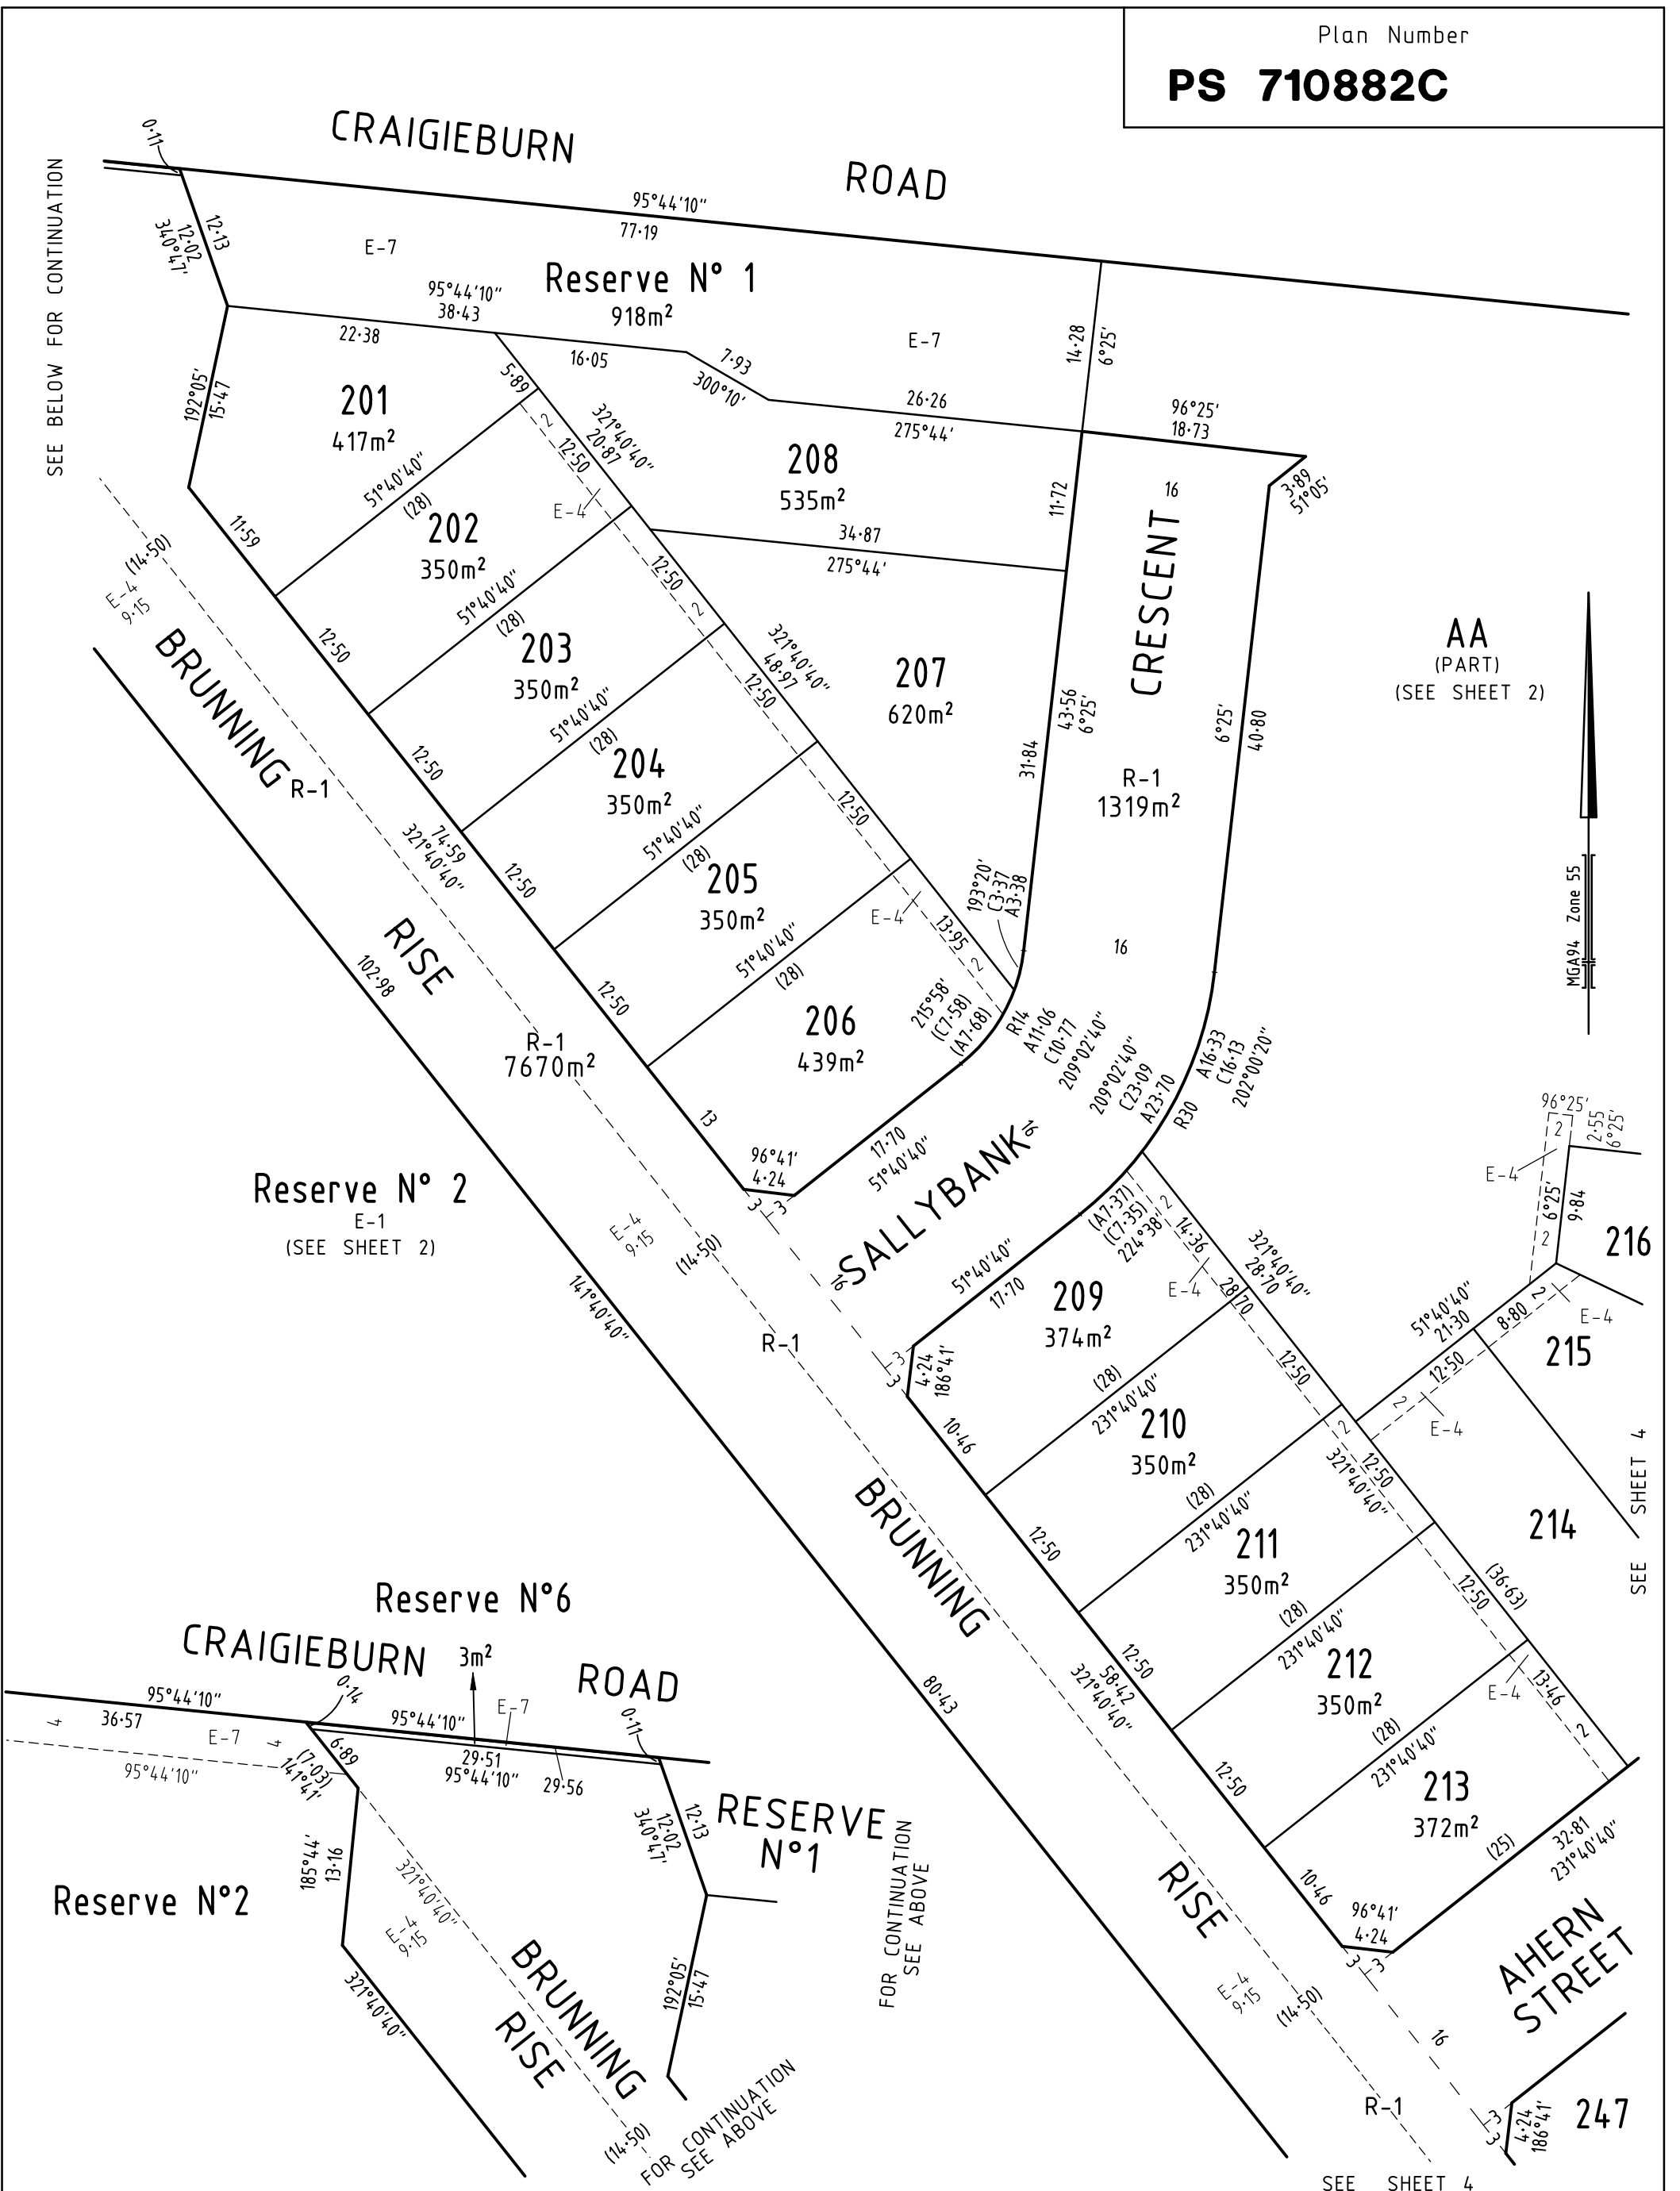 Plan Number
PS 710882C
CRAIGIEBURN ROAD
SEE BELOW FOR CONTINUATION
0·11
95°44'10"
77·19
12·13
12·02
340°47'
E-7
Reserve N° 1
918m²
95°44'10"
38·43
22·38
16·05
7·93
300°10'
E-7
14·28
6°25'
26·26
275°44'
96°25'
18·73
3·89
51°05'
192°05'
15·47
201
417m²
5·89
2
12·50
321°40'40"
20·87
208
535m²
11·72
16
CRESCENT
51°40'40"
(28)
E-4
11·59
202
350m²
34·87
275°44'
12·50
2
(14·50)
E-4
9·15
51°40'40"
(28)
12·50
203
350m²
321°40'40"
48·97
12·50
207
620m²
43·56
6°25'
31·84
6°25'
40·80
AA
(PART)
(SEE SHEET 2)
BRUNNING
R-1
51°40'40"
(28)
12·50
204
350m²
12·50
R-1
1319m²
MGA94 Zone 55
74·59
321°40'40"
51°40'40"
(28)
12·50
205
350m²
E-4
13·95
2
193°20'
C3·37
A3·38
16
RISE
102·98
51°40'40"
(28)
12·50
206
439m²
215°58'
(C7·58)
(A7·68)
R14
A11·06
C10·77
209°02'40"
209°02'40"
C23·09
A23·70
R30
A16·33
C16·13
202°00'20"
R-1
7670m²
13
96°41'
4·24
17·70
51°40'40"
3
3
SALLYBANK
16
16
96°25'
2
2·55
6°25'
E-4
6°25'
9·84
2
216
Reserve N° 2
E-1
(SEE SHEET 2)
E-4
9·15
(14·50)
141°40'40"
R-1
51°40'40"
17·70
(A7·37)
(C7·35)
224°38'
2
14·36
E-4
321°40'40"
28·70
28·70
209
374m²
3
3
4·24
186°41'
51°40'40"
21·30
8·80
2
E-4
215
12·50
2
E-4
10·46
(28)
231°40'40"
12·50
210
350m²
2
12·50
321°40'40"
12·50
(28)
231°40'40"
211
350m²
214
SEE SHEET 4
BRUNNING
12·50
58·42
321°40'40"
(28)
231°40'40"
12·50
(36·63)
212
350m²
E-4
13·46
2
80·43
12·50
(28)
231°40'40"
213
372m²
(25)
32·81
231°40'40"
RISE
10·46
96°41'
4·24
3
3
AHERN
STREET
E-4
9·15
(14·50)
16
R-1
3
3
4·24
186°41'
247
SEE SHEET 4
Reserve N°6
CRAIGIEBURN ROAD
3m²
95°44'10"
36·57
4
E-7
4
95°44'10"
0·14
95°44'10"
E-7
0·11
6·89
(7·03)
141°41'
29·51
95°44'10"
29·56
12·13
12·02
340°47'
RESERVE
N°1
185°44'
13·16
Reserve N°2
321°40'40"
E-4
9·15
FOR CONTINUATION
SEE ABOVE
BRUNNING
RISE
192°05'
15·47
321°40'40"
(14·50)
FOR CONTINUATION
SEE ABOVE